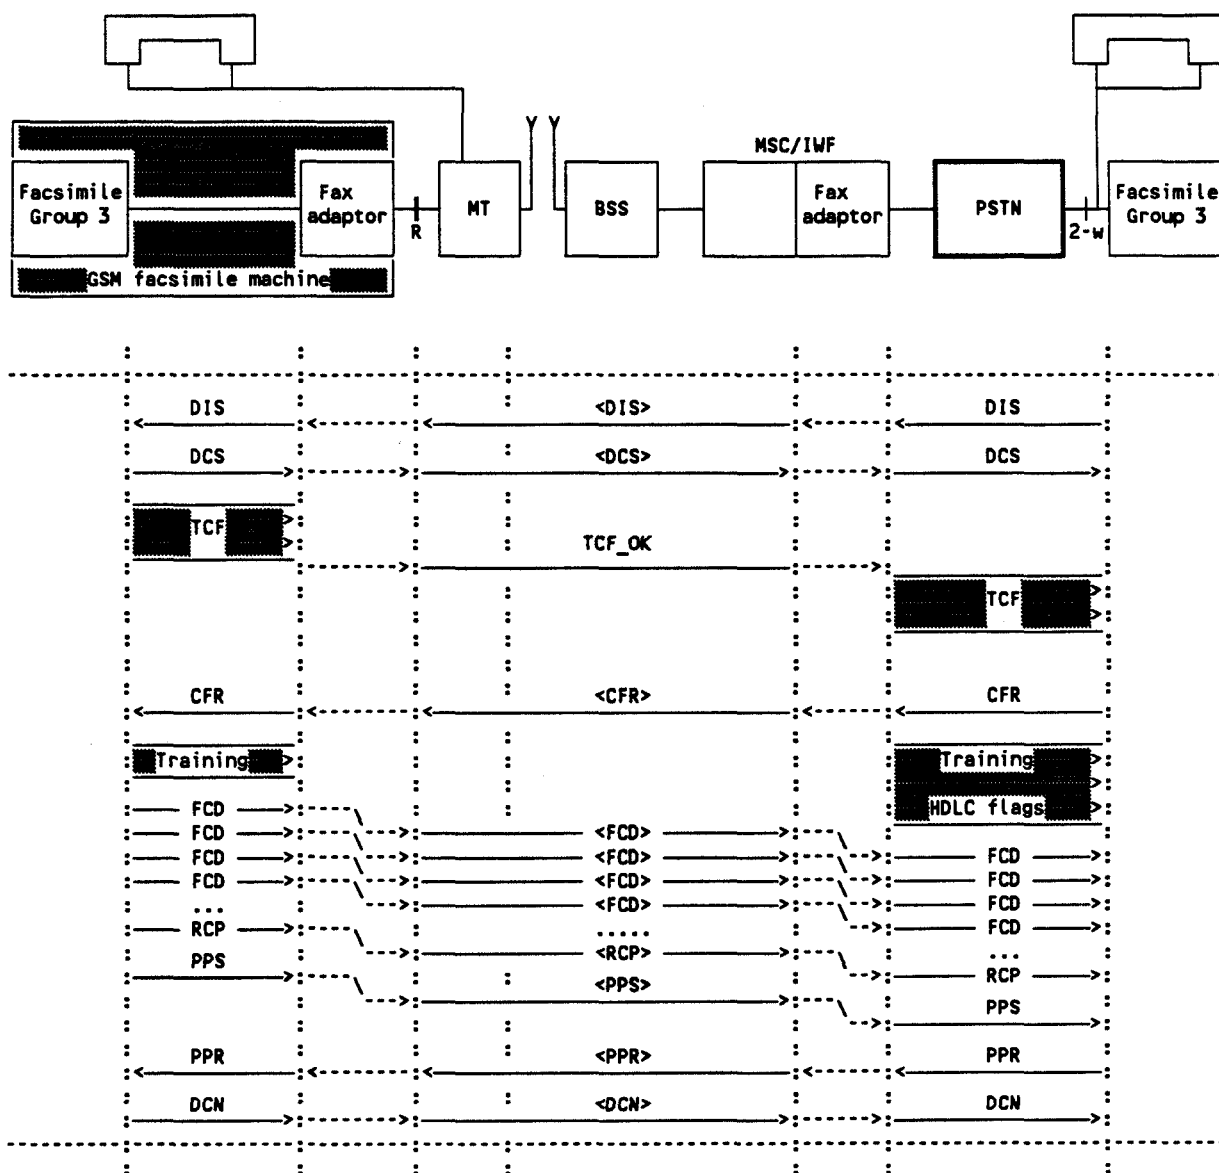 MSC/IWF
Facsimile Group 3
Fax adaptor
MT
BSS
Fax adaptor
PSTN
Facsimile Group 3
R
2-w
GSM facsimile machine
DIS <DIS> DIS
DCS <DCS> DCS
TCF
TCF_OK
TCF
CFR <CFR> CFR
Training Training
FCD HDLC flags
FCD <FCD>
FCD <FCD> FCD
FCD <FCD> FCD
... <FCD> FCD
RCP ..... FCD
PPS <RCP> ...
<PPS> RCP
PPS
PPR <PPR> PPR
DCN <DCN> DCN